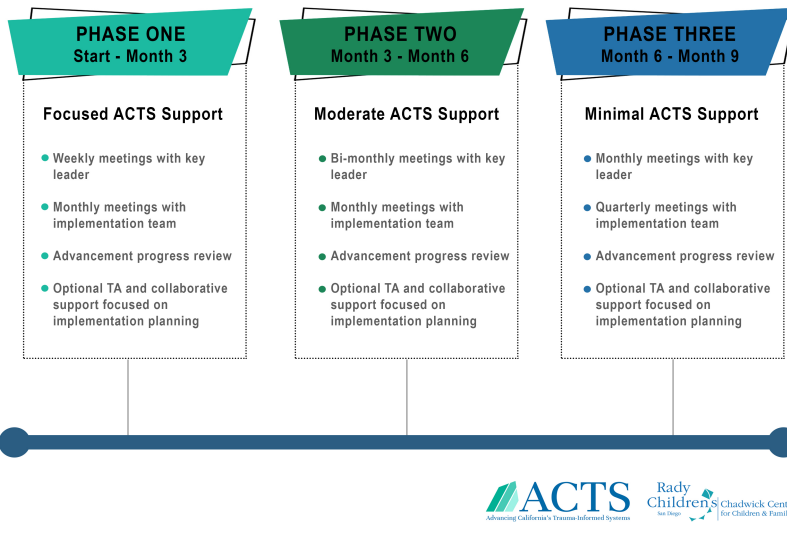 PHASE ONE
Start - Month 3
Focused ACTS Support
Weekly meetings with key
leader
Monthly meetings with
implementation team
Advancement progress review
Optional TA and collaborative
support focused on
implementation planning
PHASE TWO
Month 3 - Month 6
Moderate ACTS Support
Bi-monthly meetings with key
leader
Monthly meetings with
implementation team
Advancement progress review
Optional TA and collaborative
support focused on
implementation planning
PHASE THREE
Month 6 - Month 9
Minimal ACTS Support
Monthly meetings with key
leader
Quarterly meetings with
implementation team
Advancement progress review
Optional TA and collaborative
support focused on
implementation planning
ACTS
Advancing California's Trauma-Informed Systems
Rady
Children's
San Diego
Chadwick Cent
for Children & Famil